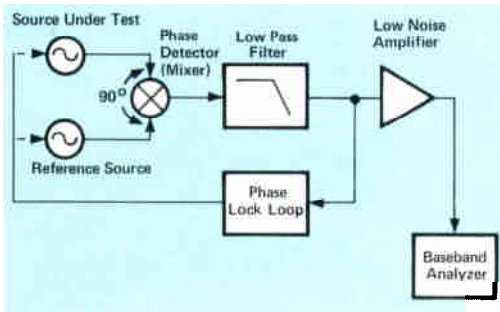 Source Under Test
Phase
Detector
(Mixer)
Low Pass
Filter
Low Noise
Amplifier
90°
Reference Source
Phase
Lock Loop
Baseband
Analyzer